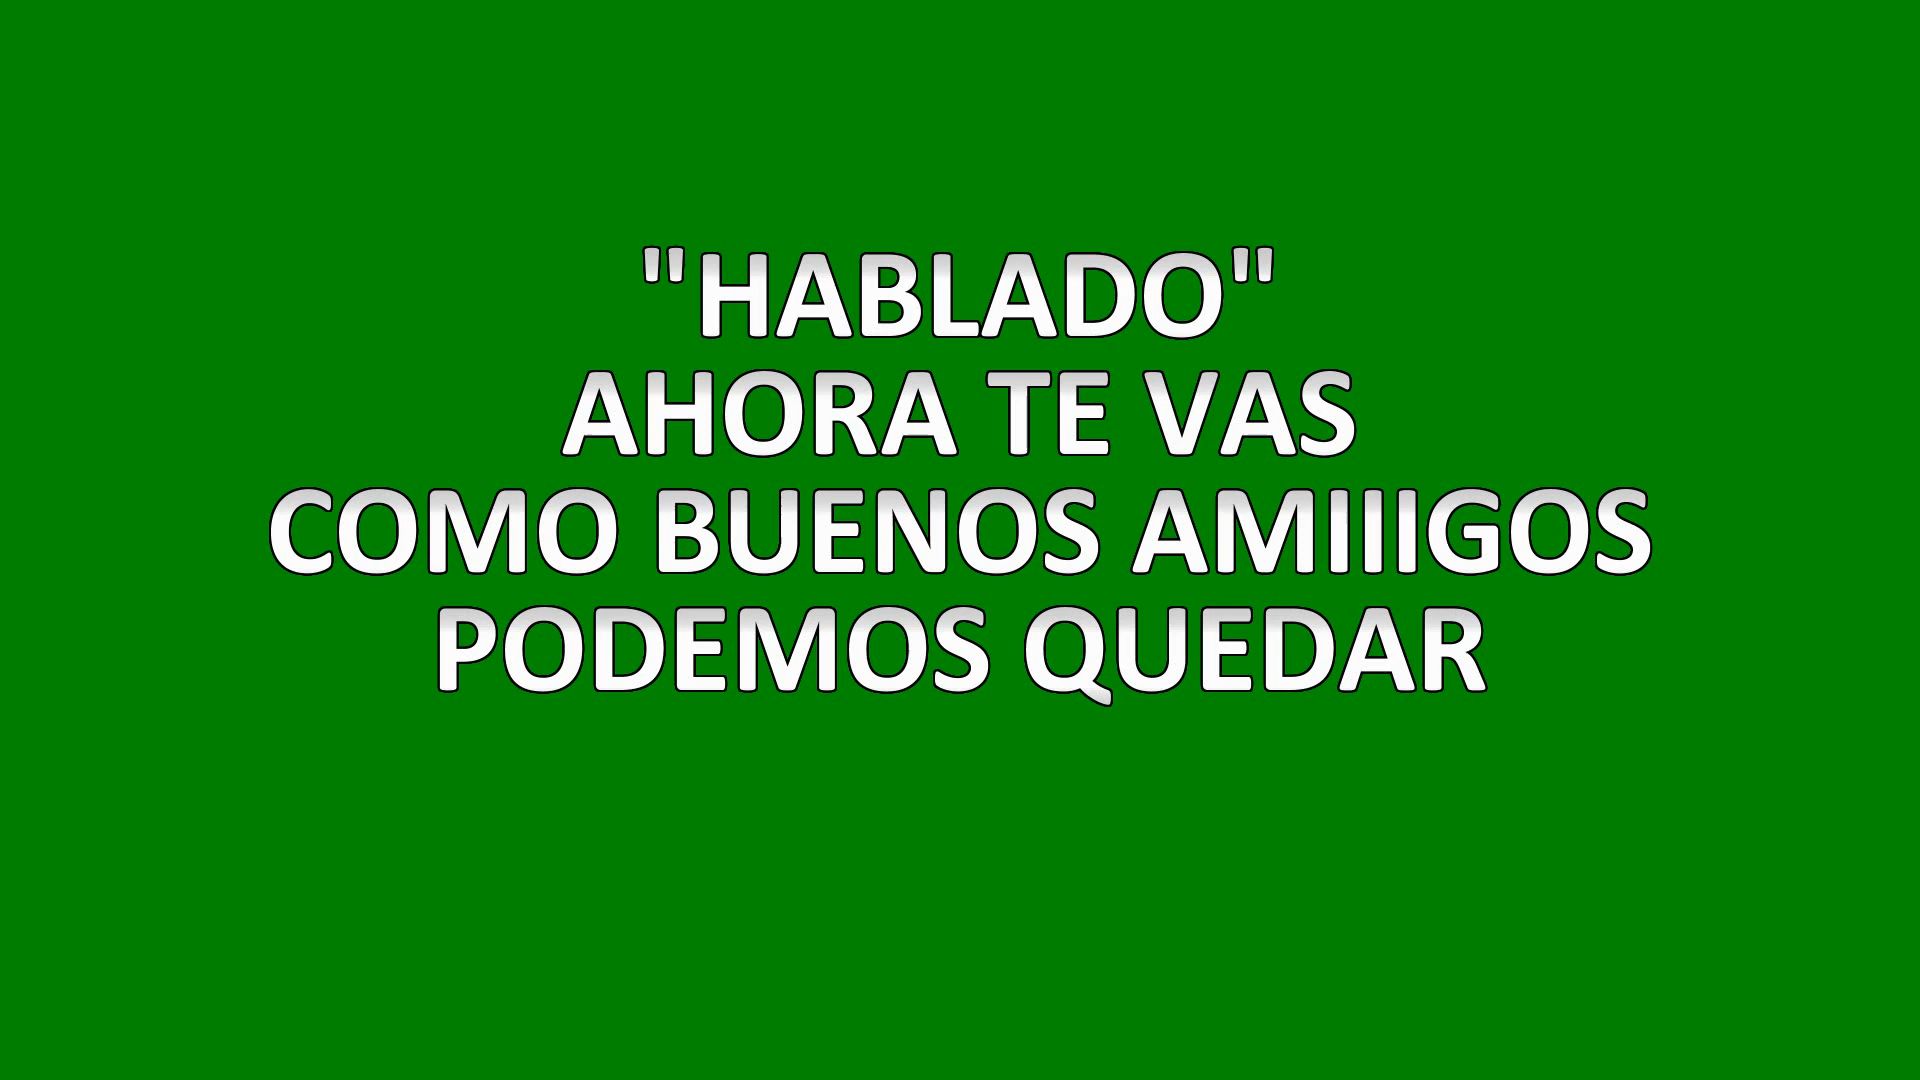 "HABLADO"
AHORA TE VAS
COMO BUENOS AMIIIGOS
PODEMOS QUEDAR